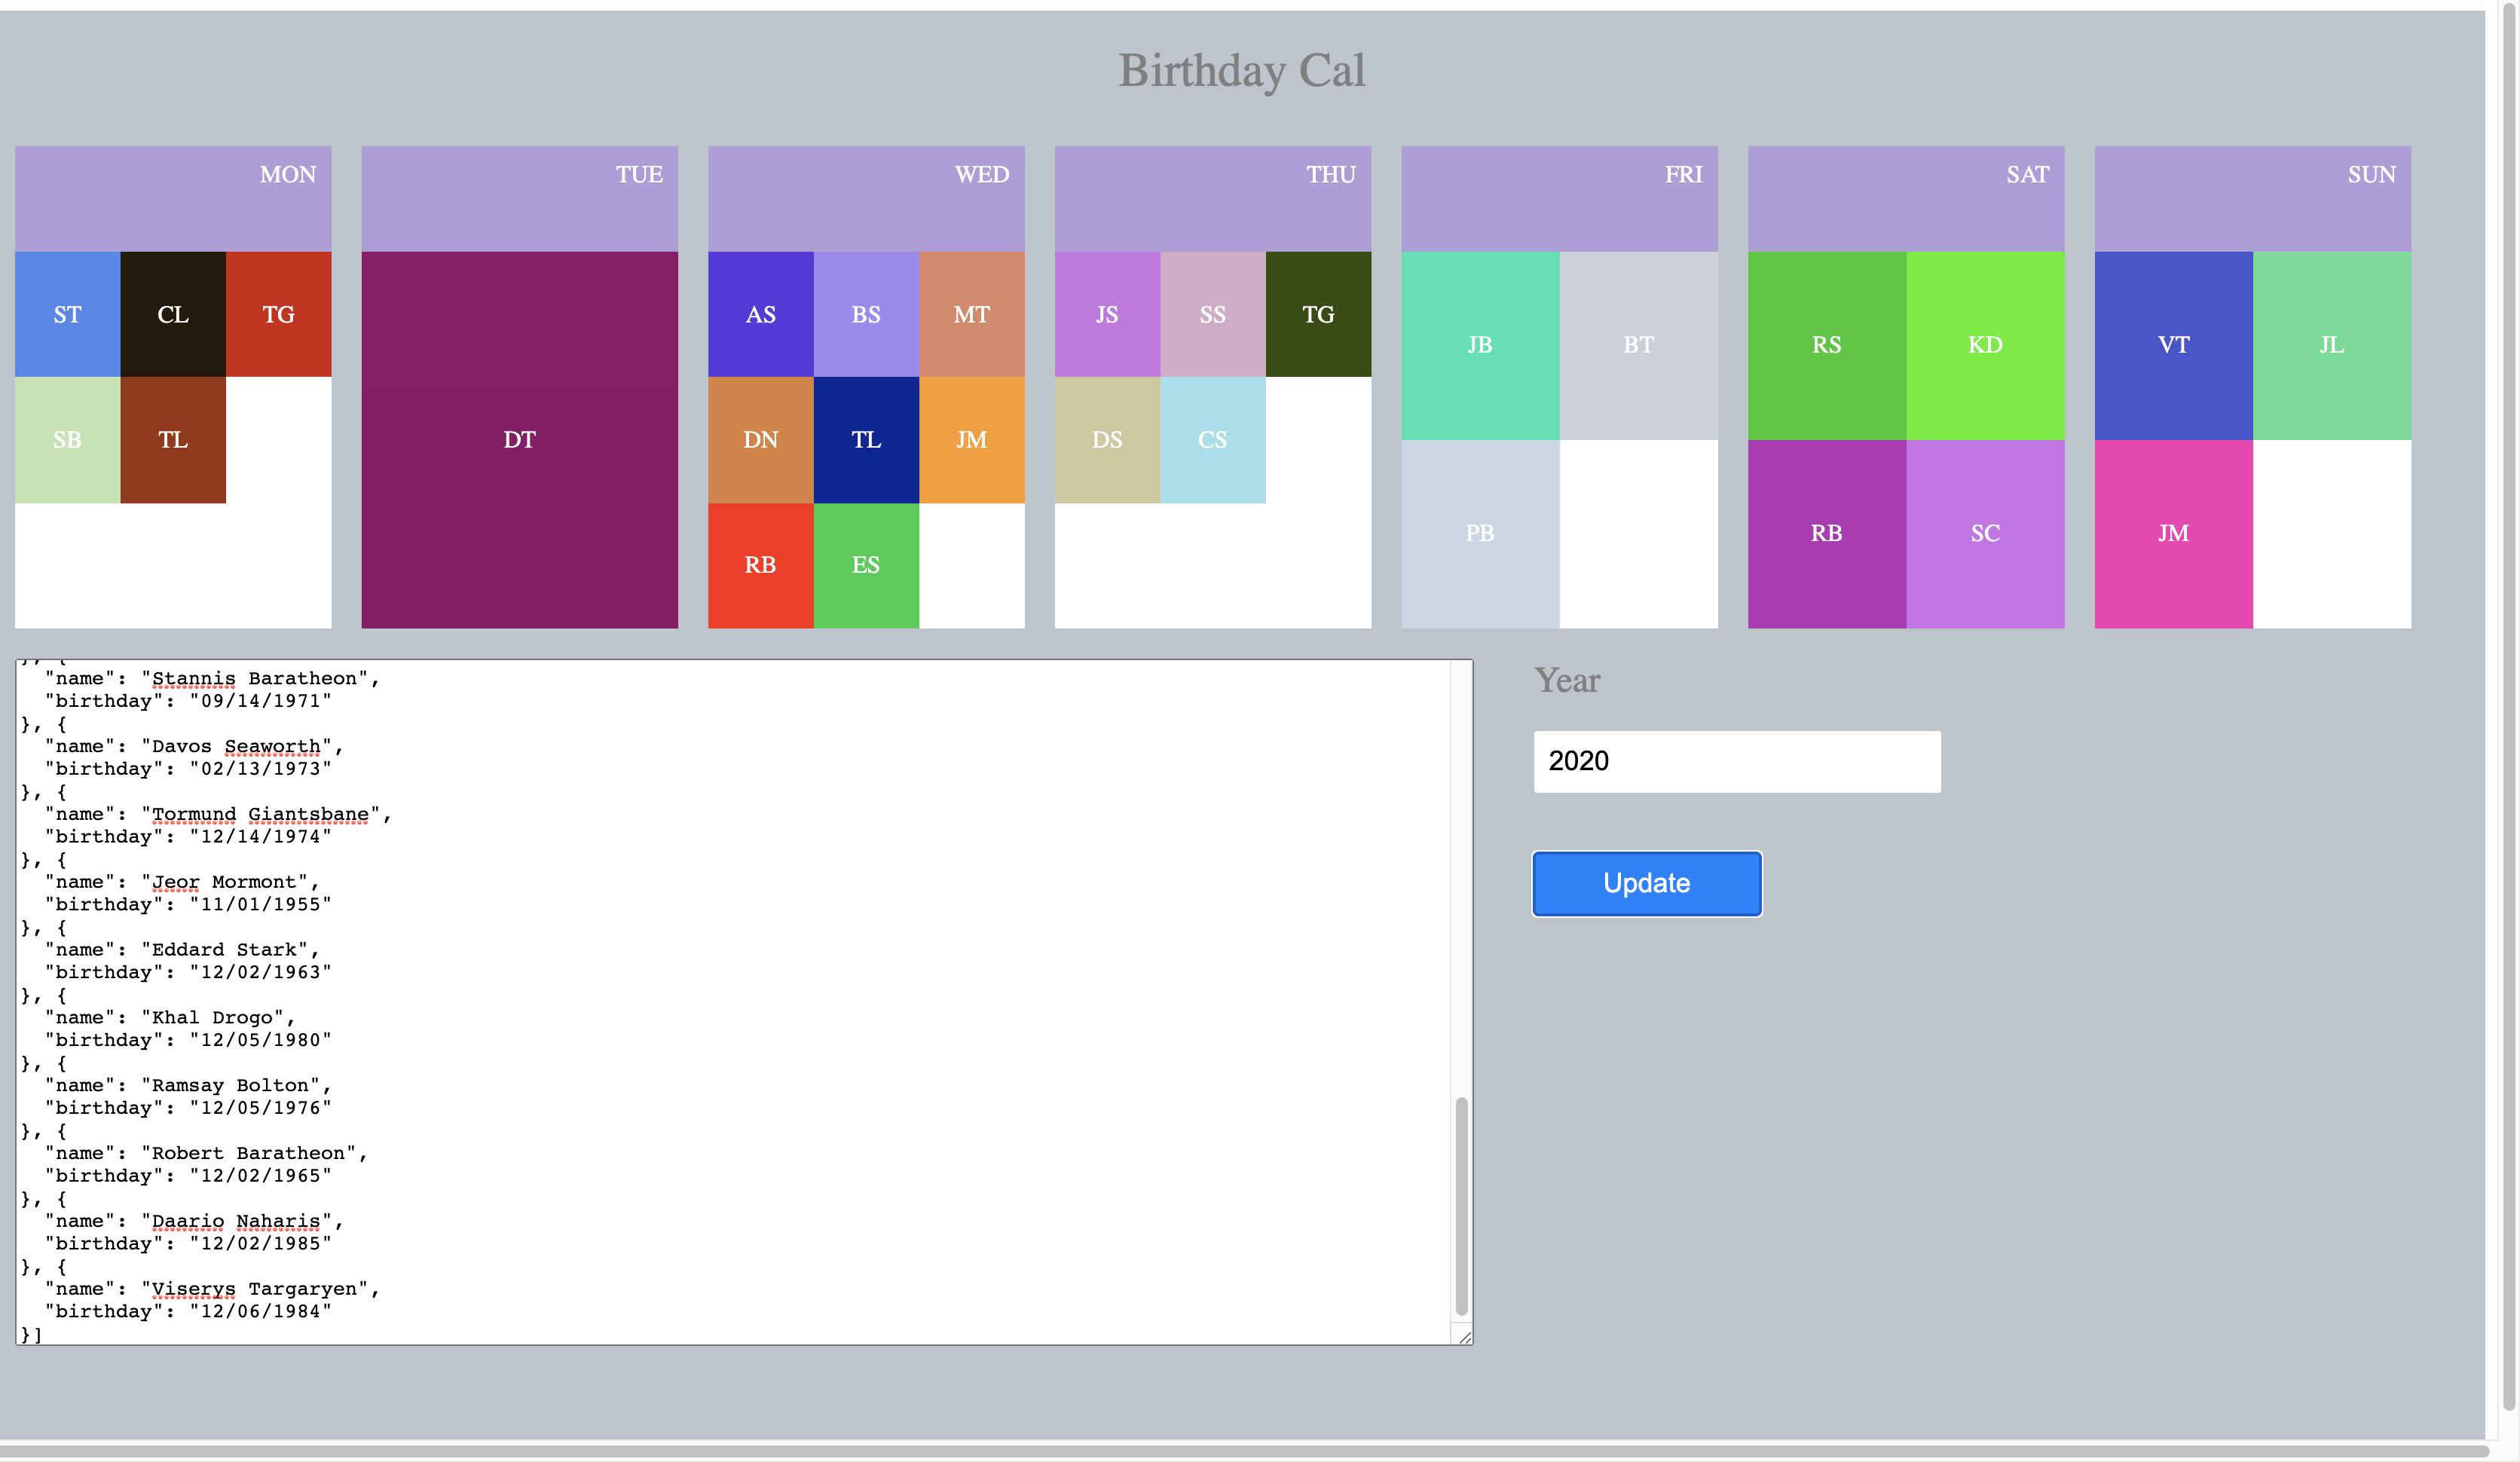 Birthday Cal
MON TUE WED THU FRI SAT SUN
ST CL TG
SB TL
DT
AS BS MT
DN TL JM
RB ES
JS SS TG
DS CS
JB BT
PB
RS KD
RB SC
VT JL
JM
}, {
  "name": "Stannis Baratheon",
  "birthday": "09/14/1971"
}, {
  "name": "Davos Seaworth",
  "birthday": "02/13/1973"
}, {
  "name": "Tormund Giantsbane",
  "birthday": "12/14/1974"
}, {
  "name": "Jeor Mormont",
  "birthday": "11/01/1955"
}, {
  "name": "Eddard Stark",
  "birthday": "12/02/1963"
}, {
  "name": "Khal Drogo",
  "birthday": "12/05/1980"
}, {
  "name": "Ramsay Bolton",
  "birthday": "12/05/1976"
}, {
  "name": "Robert Baratheon",
  "birthday": "12/02/1965"
}, {
  "name": "Daario Naharis",
  "birthday": "12/02/1985"
}, {
  "name": "Viserys Targaryen",
  "birthday": "12/06/1984"
}]
Year
2020
Update